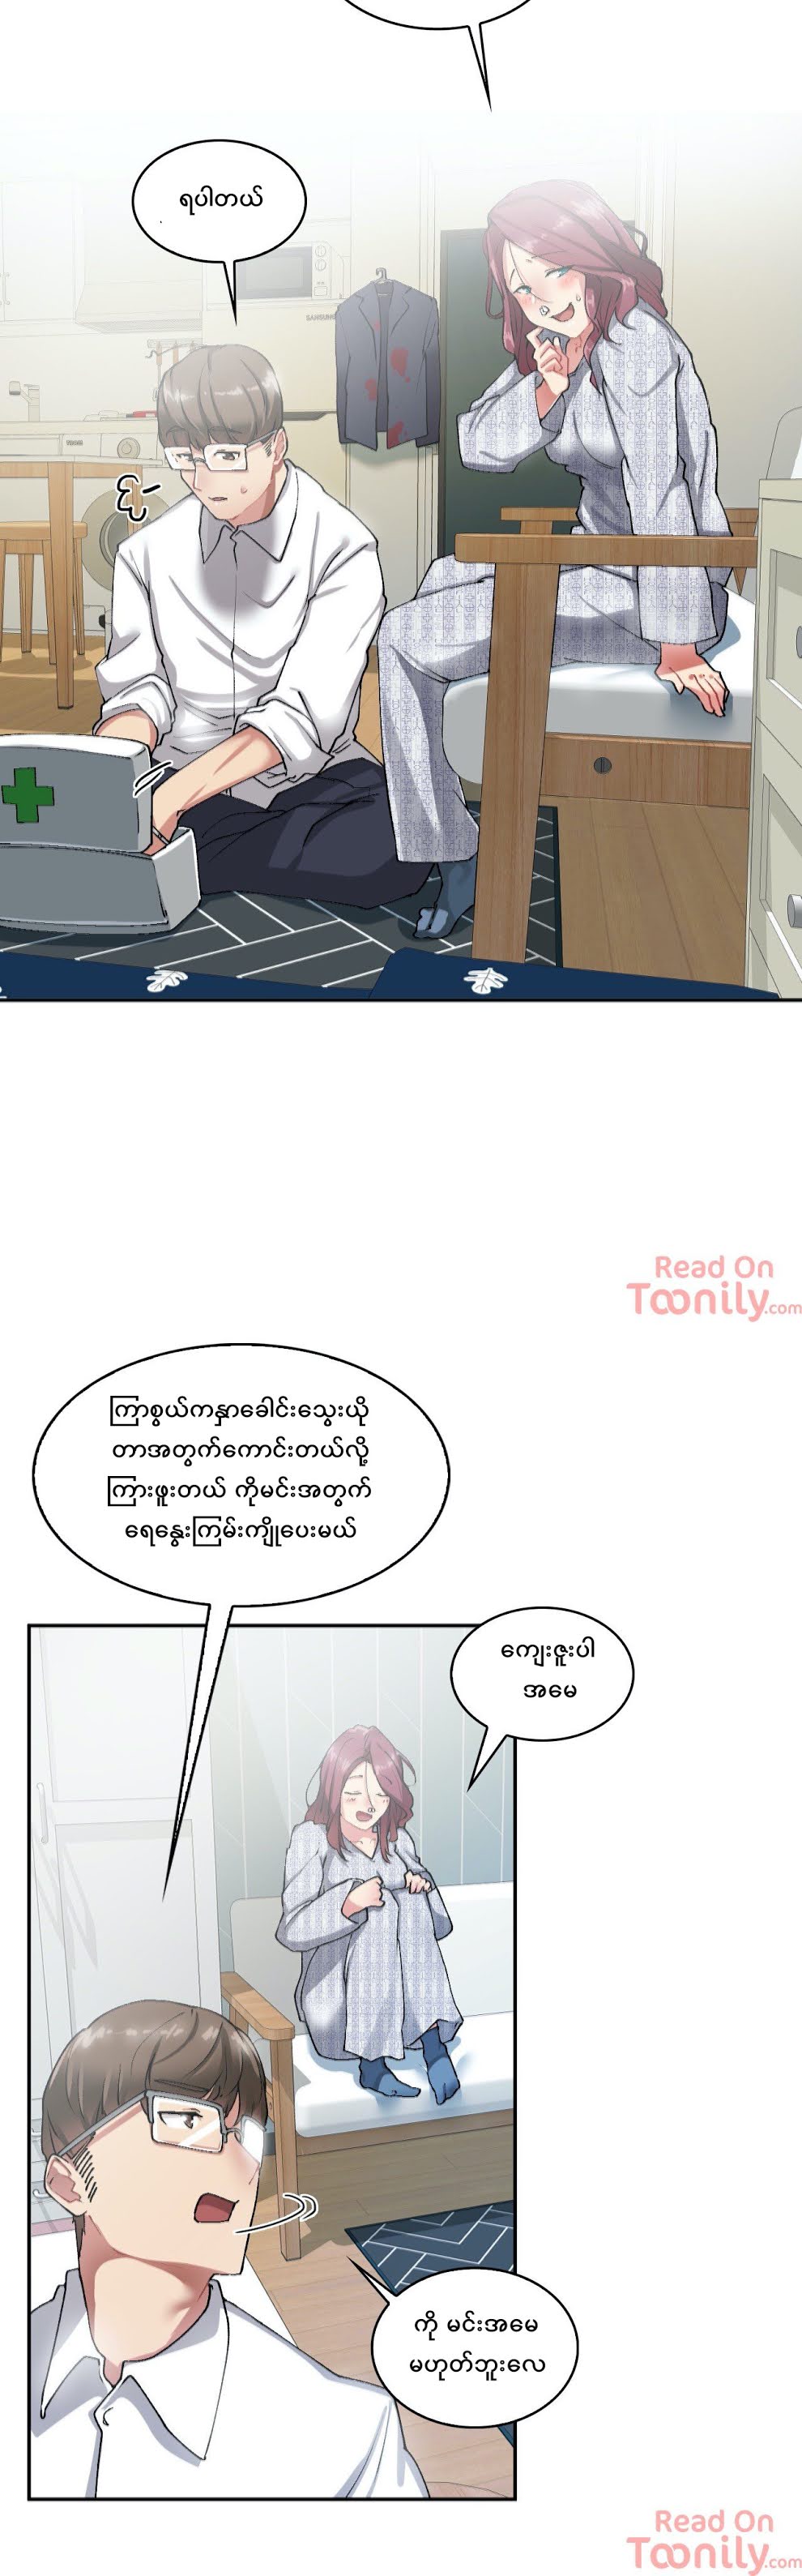 ရပါတယ်
SAMSUNG
Read On
Toonily.com
ကြာစွယ်ကနှာခေါင်းသွေးယို
တာအတွက်ကောင်းတယ်လို့
ကြားဖူးတယ် ကိုမင်းအတွက်
ရေနွေးကြမ်းကျိုပေးမယ်
ကျေးဇူးပါ
အမေ
ကို မင်းအမေ
မဟုတ်ဘူးလေ
Read On
Toonily.com